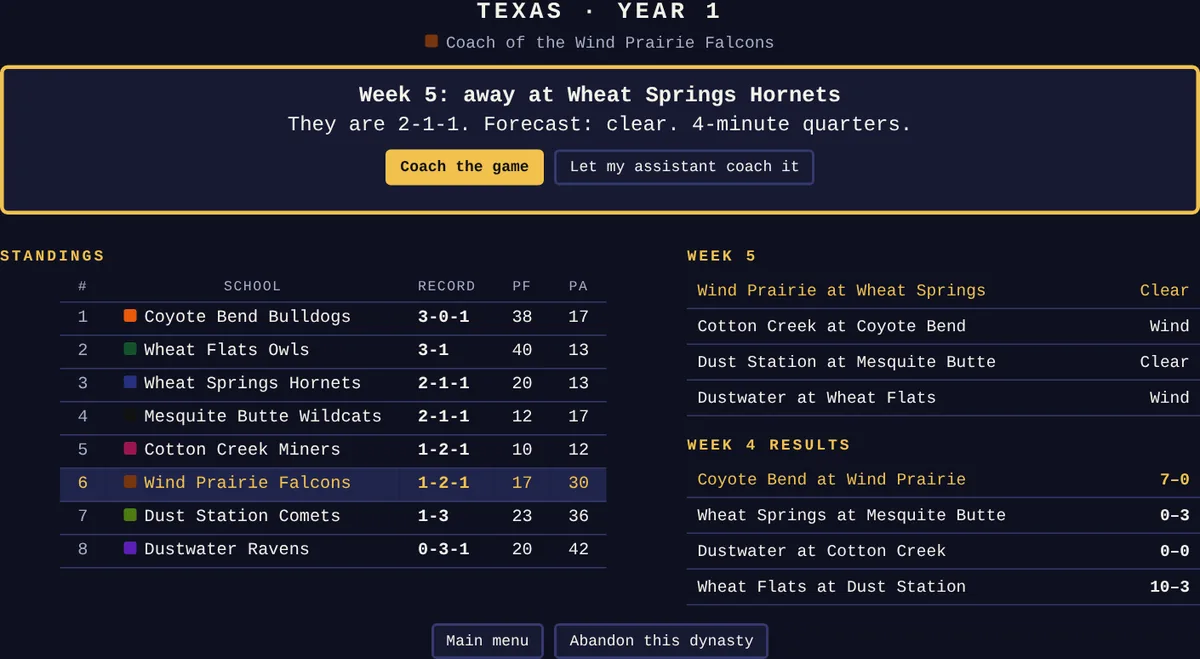 TEXAS · YEAR 1
Coach of the Wind Prairie Falcons
Week 5: away at Wheat Springs Hornets
They are 2-1-1. Forecast: clear. 4-minute quarters.
Coach the game
Let my assistant coach it
STANDINGS
# SCHOOL RECORD PF PA
1 Coyote Bend Bulldogs 3-0-1 38 17
2 Wheat Flats Owls 3-1 40 13
3 Wheat Springs Hornets 2-1-1 20 13
4 Mesquite Butte Wildcats 2-1-1 12 17
5 Cotton Creek Miners 1-2-1 10 12
6 Wind Prairie Falcons 1-2-1 17 30
7 Dust Station Comets 1-3 23 36
8 Dustwater Ravens 0-3-1 20 42
WEEK 5
Wind Prairie at Wheat Springs Clear
Cotton Creek at Coyote Bend Wind
Dust Station at Mesquite Butte Clear
Dustwater at Wheat Flats Wind
WEEK 4 RESULTS
Coyote Bend at Wind Prairie 7–0
Wheat Springs at Mesquite Butte 0–3
Dustwater at Cotton Creek 0–0
Wheat Flats at Dust Station 10–3
Main menu
Abandon this dynasty